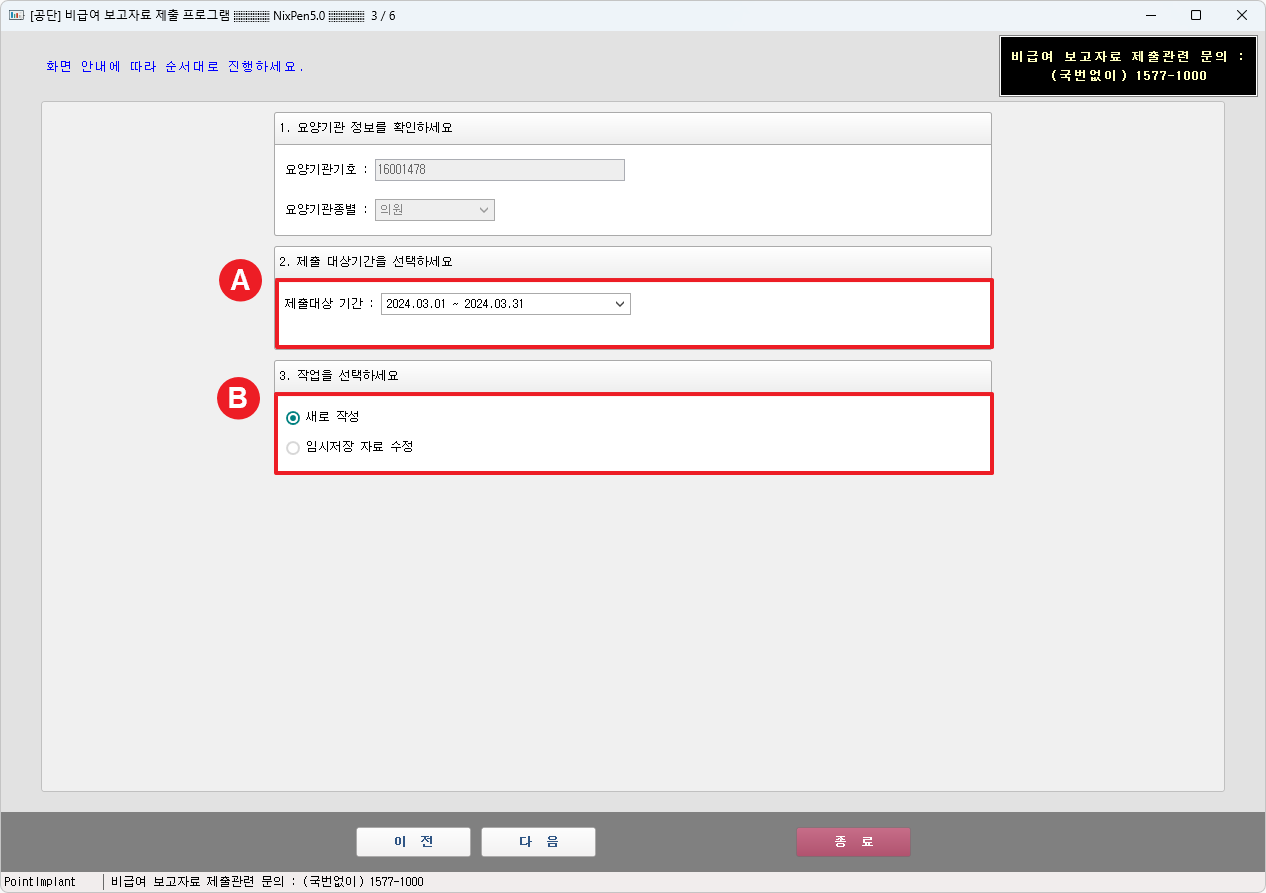 [공단] 비급여 보고자료 제출 프로그램 ▒▒▒▒ NixPen5.0 ▒▒▒▒ 3 / 6
화면 안내에 따라 순서대로 진행하세요.
비급여 보고자료 제출관련 문의 :
(국번없이) 1577-1000
1. 요양기관 정보를 확인하세요
요양기관기호 : 16001478
요양기관종별 : 의원
2. 제출 대상기간을 선택하세요
A
제출대상 기간 : 2024.03.01 ~ 2024.03.31
3. 작업을 선택하세요
B
새로 작성
임시저장 자료 수정
이 전 다 음 종 료
PointImplant 비급여 보고자료 제출관련 문의 : (국번없이) 1577-1000